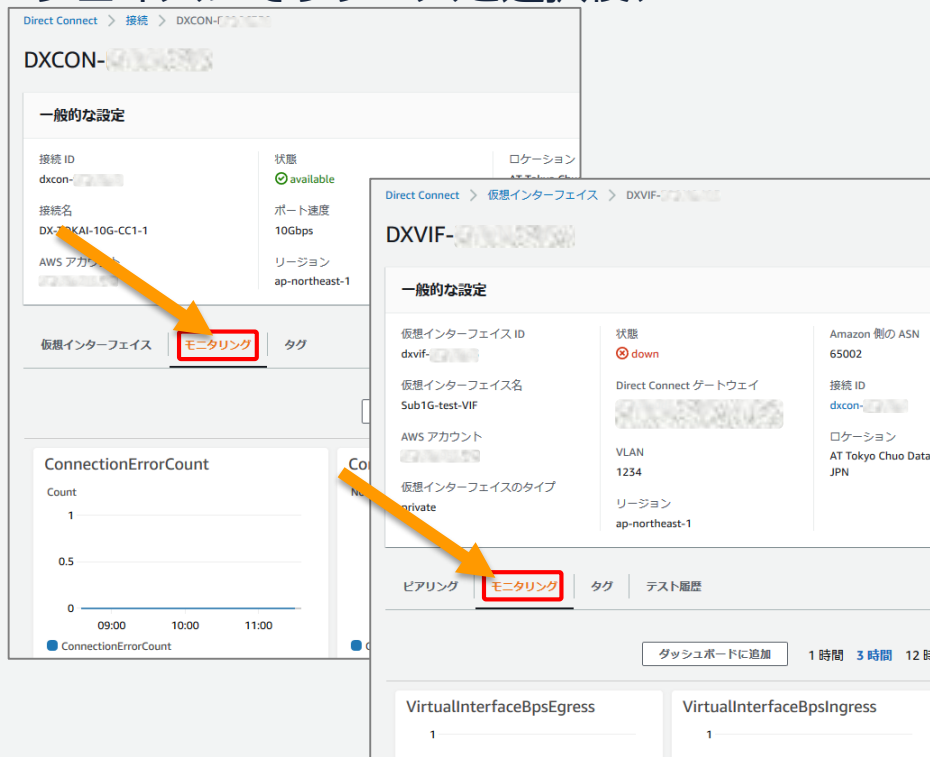 Direct Connect > 接続 > DXCON-
DXCON-
一般的な設定
接続 ID
dxcon-
接続名
DX-TOKAI-10G-CC1-1
AWS アカウント
状態
available
ポート速度
10Gbps
リージョン
ap-northeast-1
ロケーション
仮想インターフェイス
モニタリング
タグ
ConnectionErrorCount
Count
1
0.5
0
09:00 10:00 11:00
ConnectionErrorCount
Direct Connect > 仮想インターフェイス > DXVIF-
DXVIF-
一般的な設定
仮想インターフェイス ID
dxvif-
仮想インターフェイス名
Sub1G-test-VIF
AWS アカウント
仮想インターフェイスのタイプ
private
状態
down
Direct Connect ゲートウェイ
VLAN
1234
リージョン
ap-northeast-1
Amazon 側の ASN
65002
接続 ID
dxcon-
ロケーション
AT Tokyo Chuo Data
JPN
ピアリング
モニタリング
タグ
テスト履歴
ダッシュボードに追加
1 時間 3 時間 12
VirtualInterfaceBpsEgress
1
VirtualInterfaceBpsIngress
1